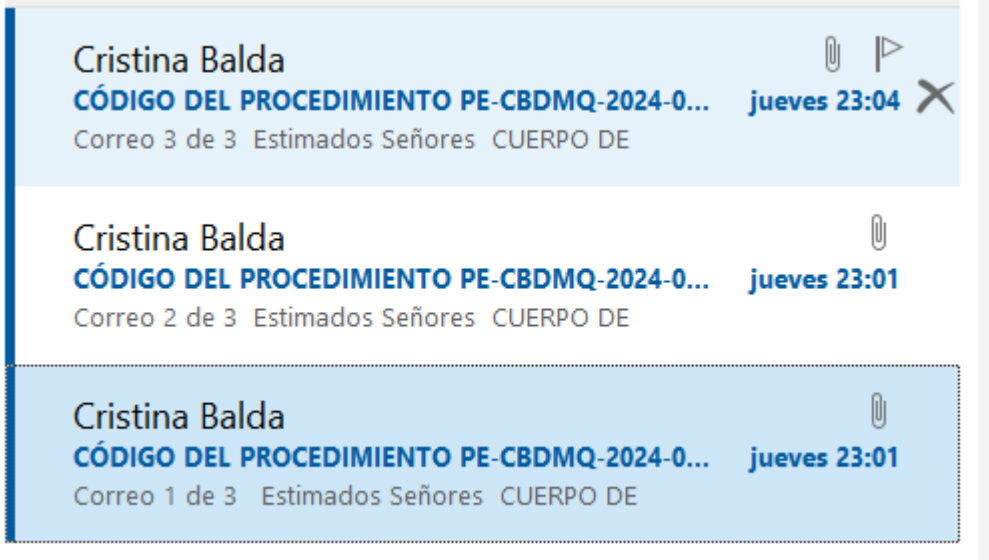 Cristina Balda
CÓDIGO DEL PROCEDIMIENTO PE-CBDMQ-2024-0... jueves 23:04
Correo 3 de 3 Estimados Señores CUERPO DE
Cristina Balda
CÓDIGO DEL PROCEDIMIENTO PE-CBDMQ-2024-0... jueves 23:01
Correo 2 de 3 Estimados Señores CUERPO DE
Cristina Balda
CÓDIGO DEL PROCEDIMIENTO PE-CBDMQ-2024-0... jueves 23:01
Correo 1 de 3 Estimados Señores CUERPO DE